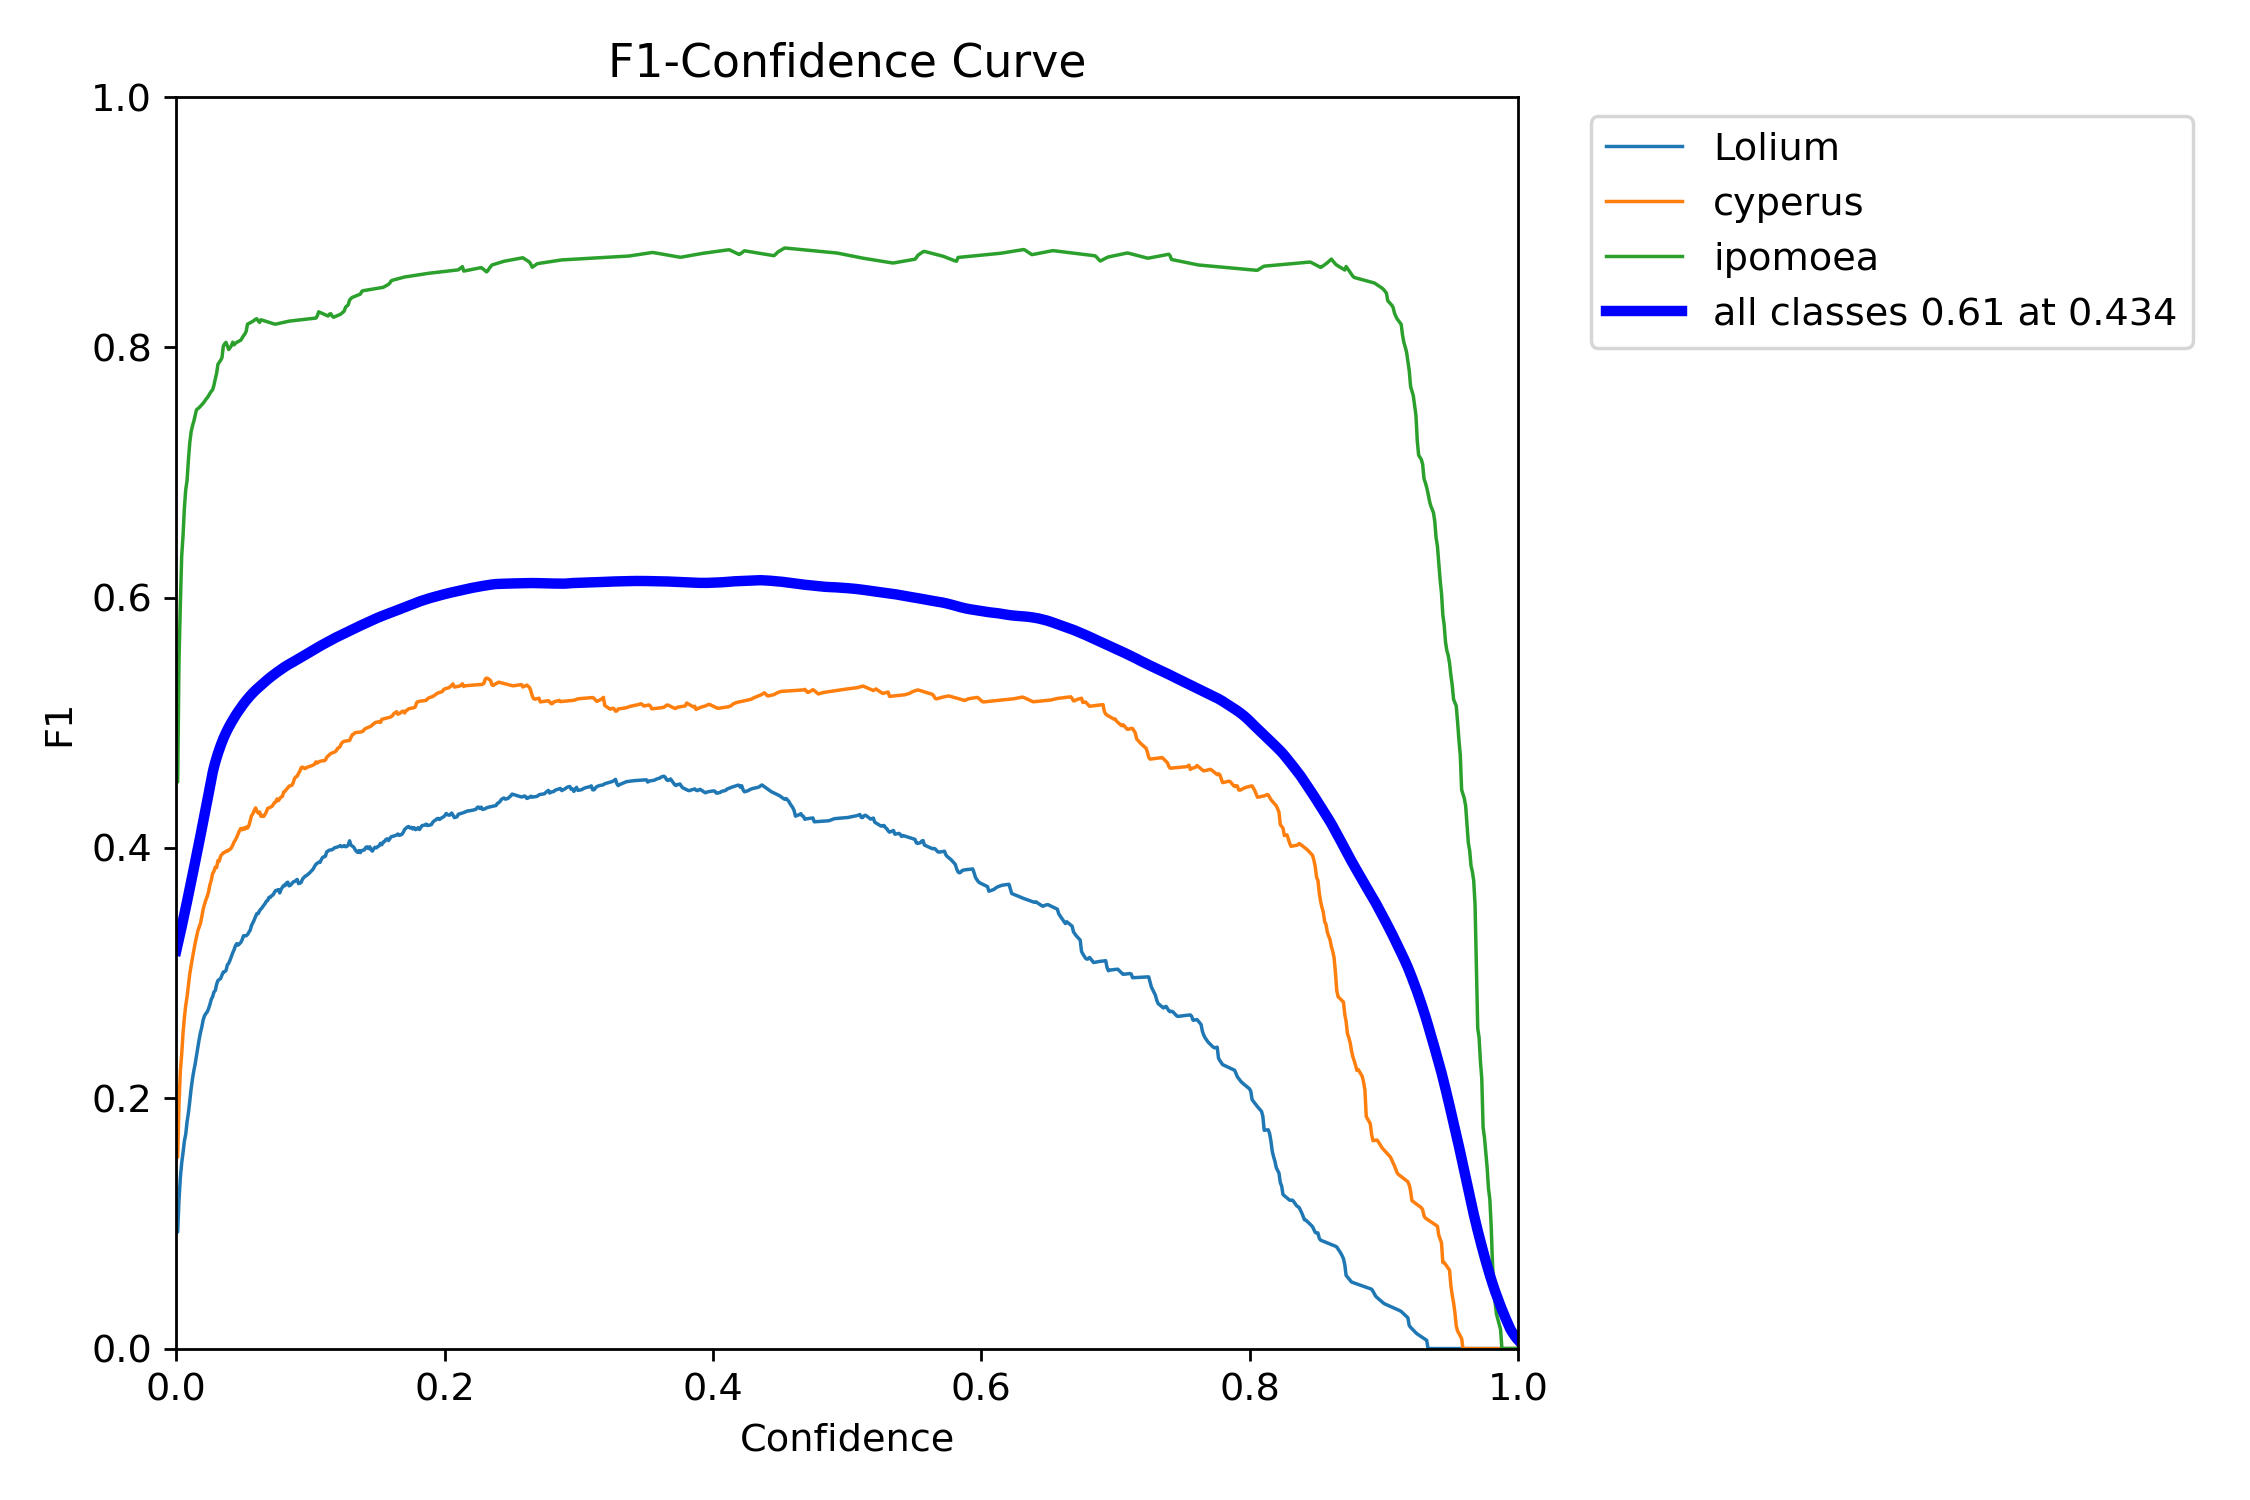 F1-Confidence Curve
1.0
0.8
0.6
0.4
0.2
0.0
F1
0.0 0.2 0.4 0.6 0.8 1.0
Confidence
Lolium
cyperus
ipomoea
all classes 0.61 at 0.434